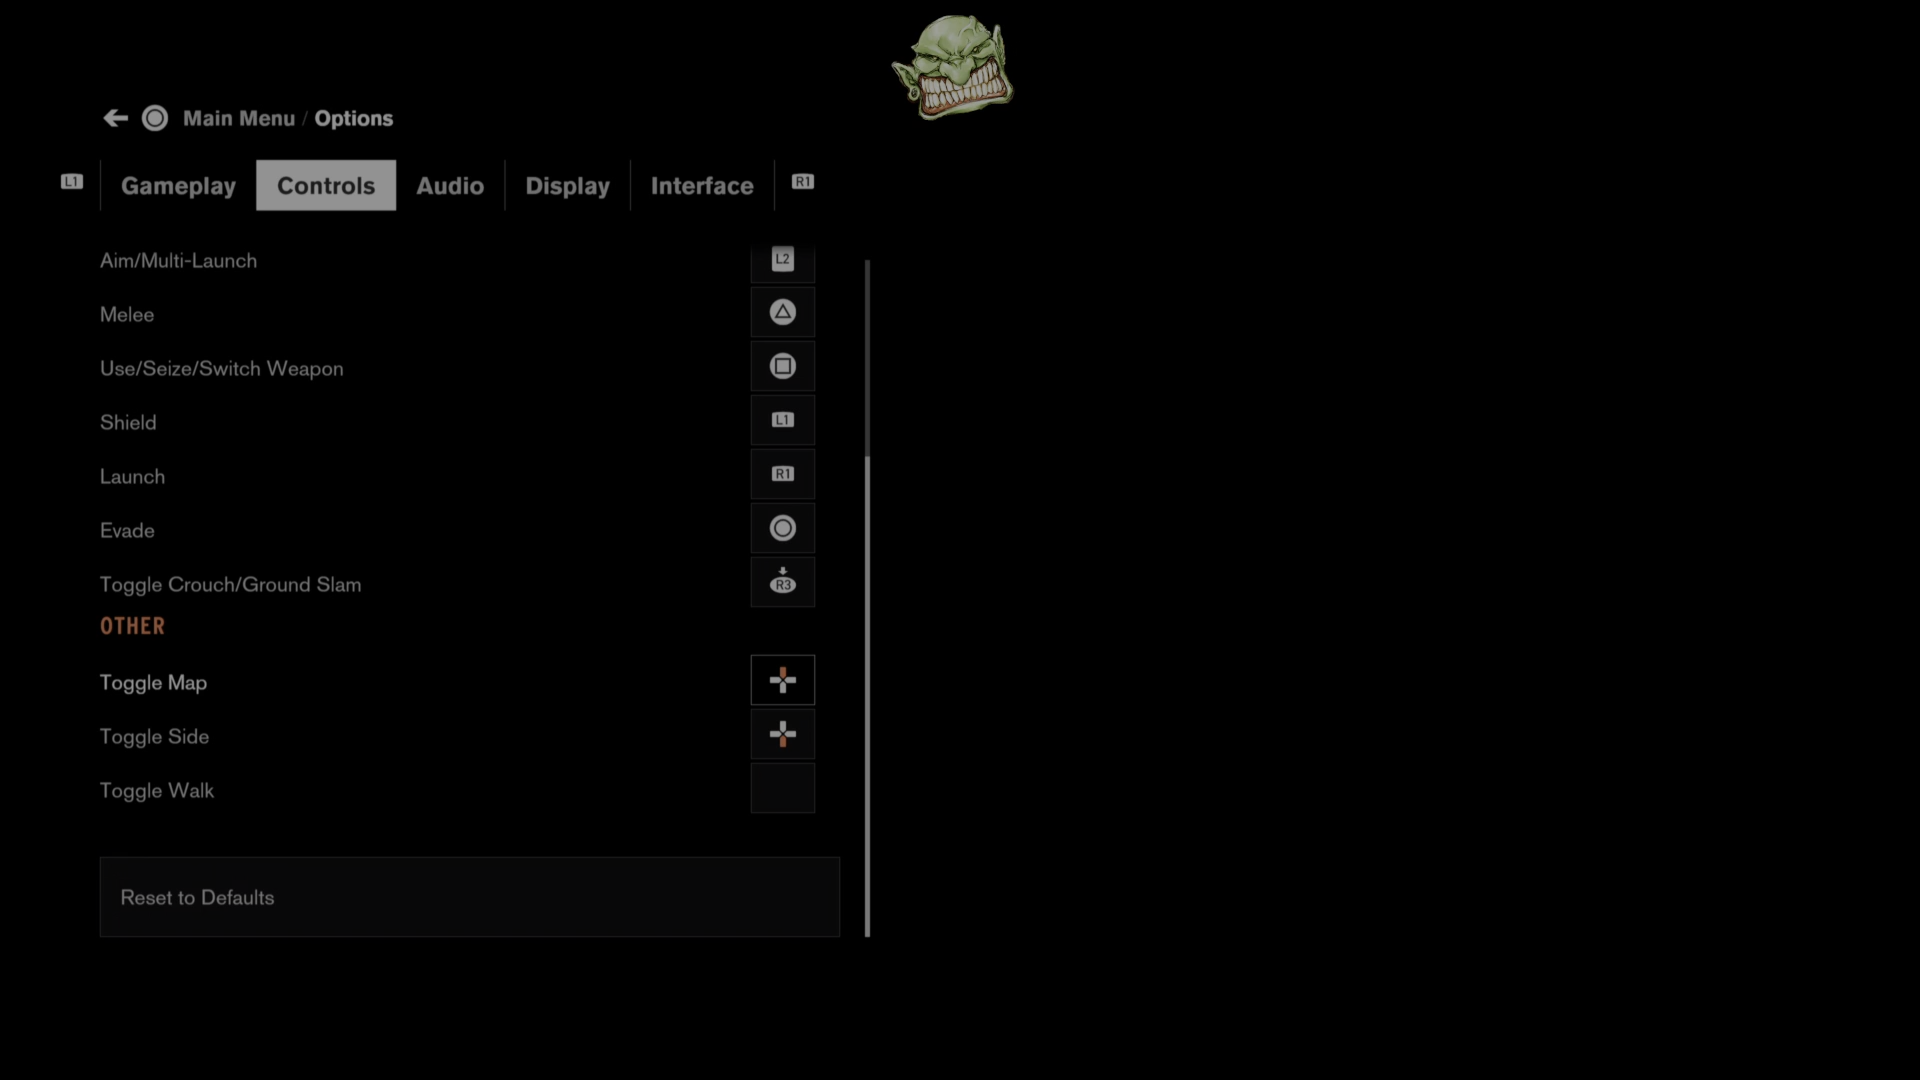 Main Menu / Options
L1 Gameplay Controls Audio Display Interface R1
Aim/Multi-Launch L2
Melee
Use/Seize/Switch Weapon
Shield L1
Launch R1
Evade
Toggle Crouch/Ground Slam R3
OTHER
Toggle Map
Toggle Side
Toggle Walk
Reset to Defaults